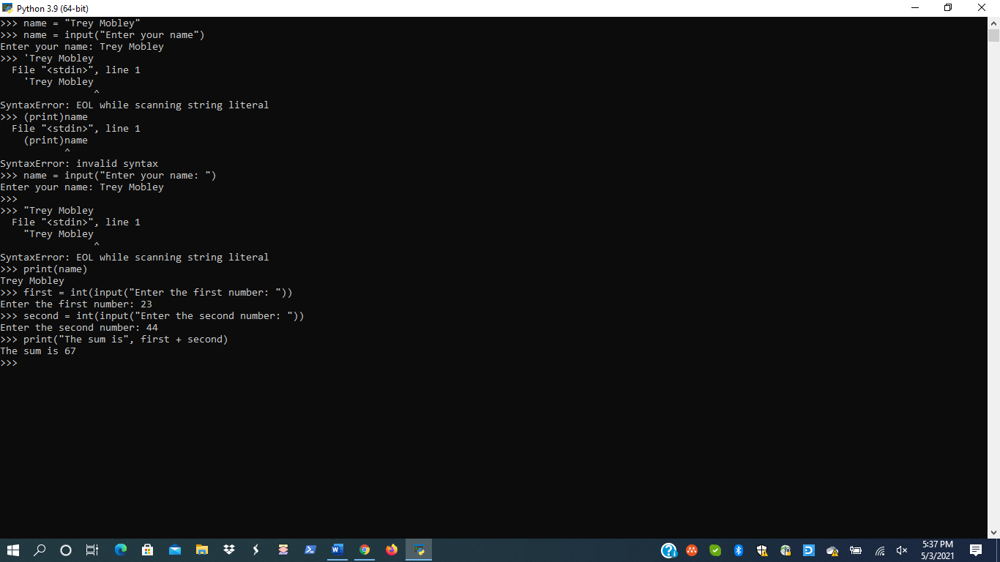 Python 3.9 (64-bit)
>>> name = "Trey Mobley"
>>> name = input("Enter your name")
Enter your name: Trey Mobley
>>> 'Trey Mobley
  File "<stdin>", line 1
    'Trey Mobley
                ^
SyntaxError: EOL while scanning string literal
>>> (print)name
  File "<stdin>", line 1
    (print)name
           ^
SyntaxError: invalid syntax
>>> name = input("Enter your name: ")
Enter your name: Trey Mobley
>>>
>>> "Trey Mobley
  File "<stdin>", line 1
    "Trey Mobley
                ^
SyntaxError: EOL while scanning string literal
>>> print(name)
Trey Mobley
>>> first = int(input("Enter the first number: "))
Enter the first number: 23
>>> second = int(input("Enter the second number: "))
Enter the second number: 44
>>> print("The sum is", first + second)
The sum is 67
>>>
5:37 PM
5/3/2021